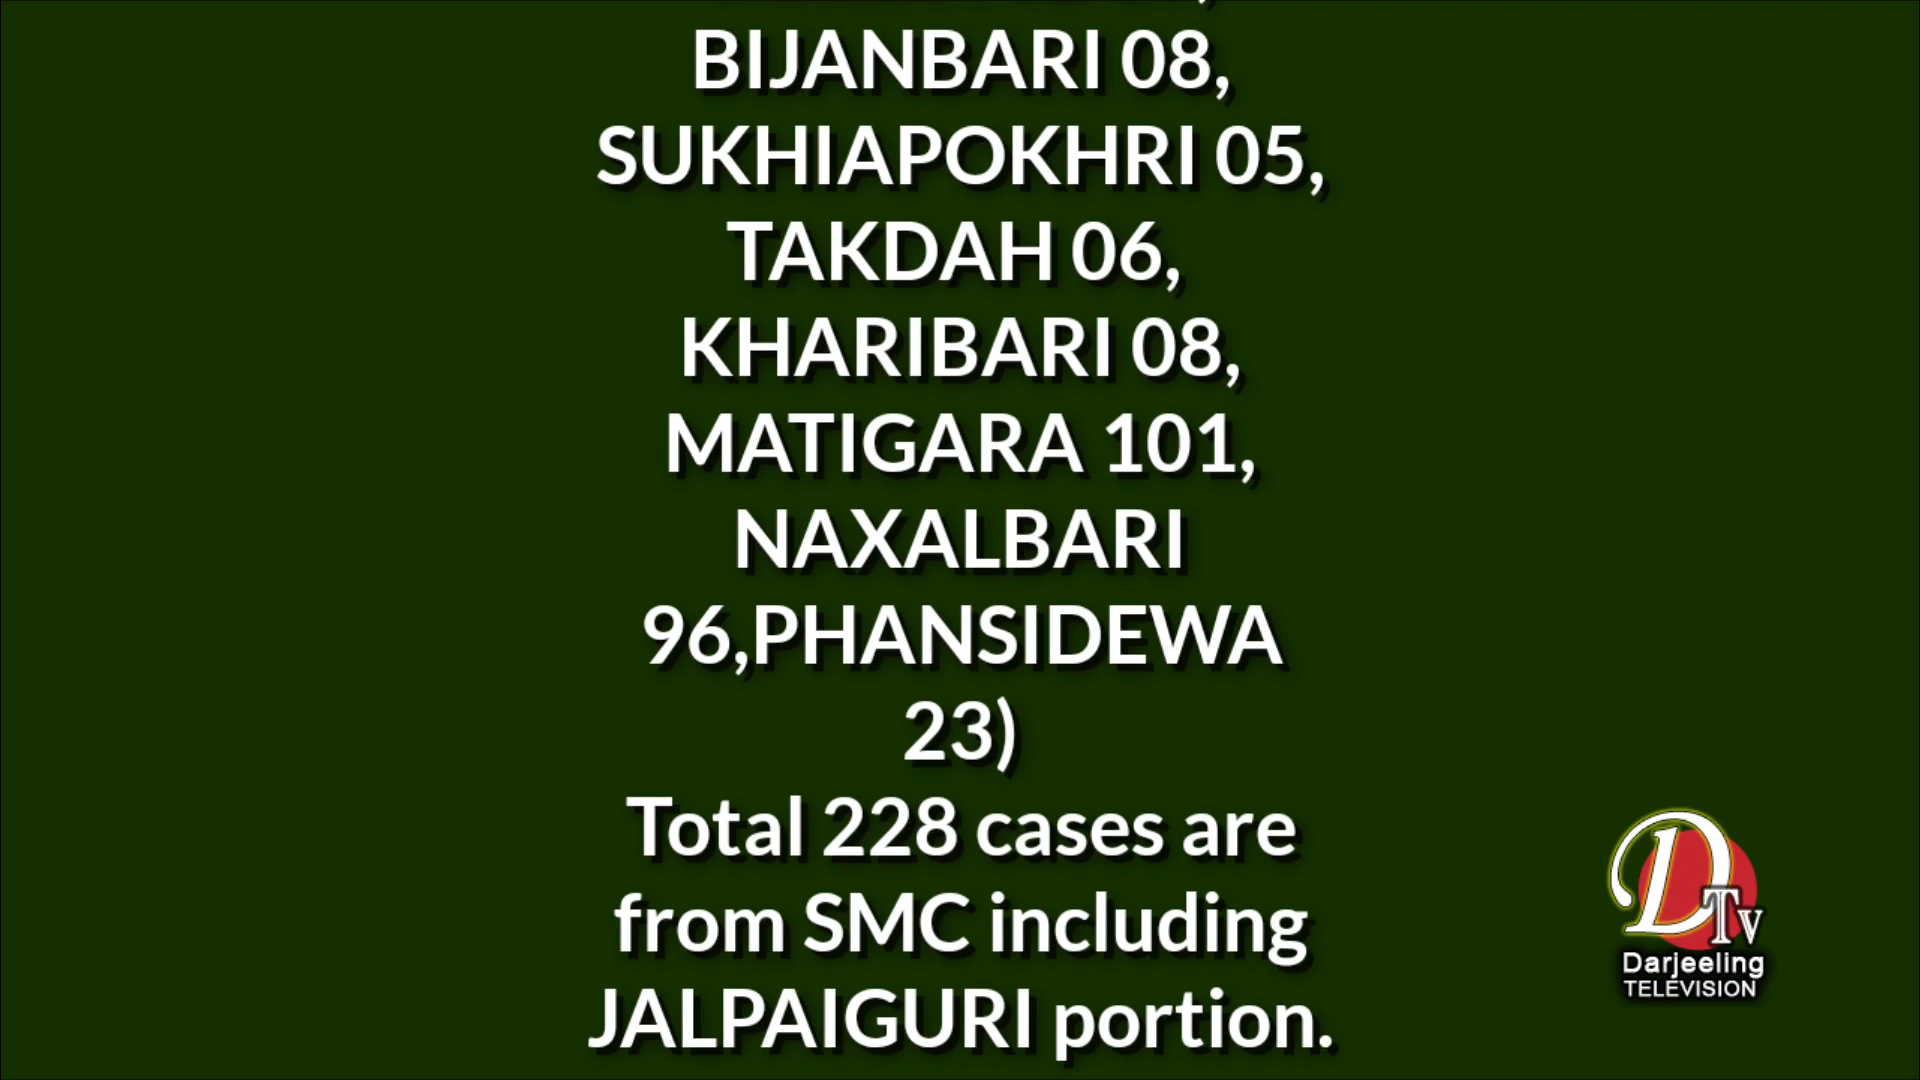 BIJANBARI 08,
SUKHIAPOKHRI 05,
TAKDAH 06,
KHARIBARI 08,
MATIGARA 101,
NAXALBARI
96,PHANSIDEWA
23)
Total 228 cases are
from SMC including
JALPAIGURI portion.
DTV
Darjeeling
TELEVISION